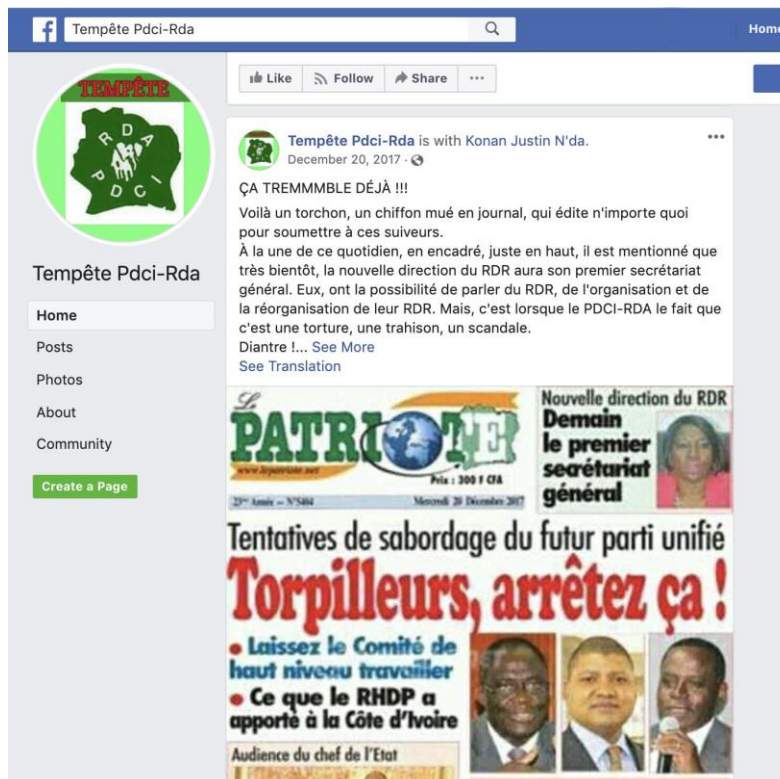 Tempête Pdci-Rda
Home
TEMPÊTE
RDA
PDCI
Tempête Pdci-Rda
Home
Posts
Photos
About
Community
Create a Page
Like
Follow
Share
Tempête Pdci-Rda is with Konan Justin N'da.
December 20, 2017 ·
ÇA TREMMMBLE DÉJÀ !!!
Voilà un torchon, un chiffon mué en journal, qui édite n'importe quoi
pour soumettre à ces suiveurs.
À la une de ce quotidien, en encadré, juste en haut, il est mentionné que
très bientôt, la nouvelle direction du RDR aura son premier secrétariat
général. Eux, ont la possibilité de parler du RDR, de l'organisation et de
la réorganisation de leur RDR. Mais, c'est lorsque le PDCI-RDA le fait que
c'est une torture, une trahison, un scandale.
Diantre !... See More
See Translation
Le
PATRIOTE
www.lepatriote.net
Prix : 300 F CFA
23ème Année – N°5404
Mercredi 20 Décembre 2017
Nouvelle direction du RDR
Demain
le premier
secrétariat
général
Tentatives de sabordage du futur parti unifié
Torpilleurs, arrêtez ça !
• Laissez le Comité de
haut niveau travailler
• Ce que le RHDP a
apporté à la Côte d'Ivoire
Audience du chef de l'Etat